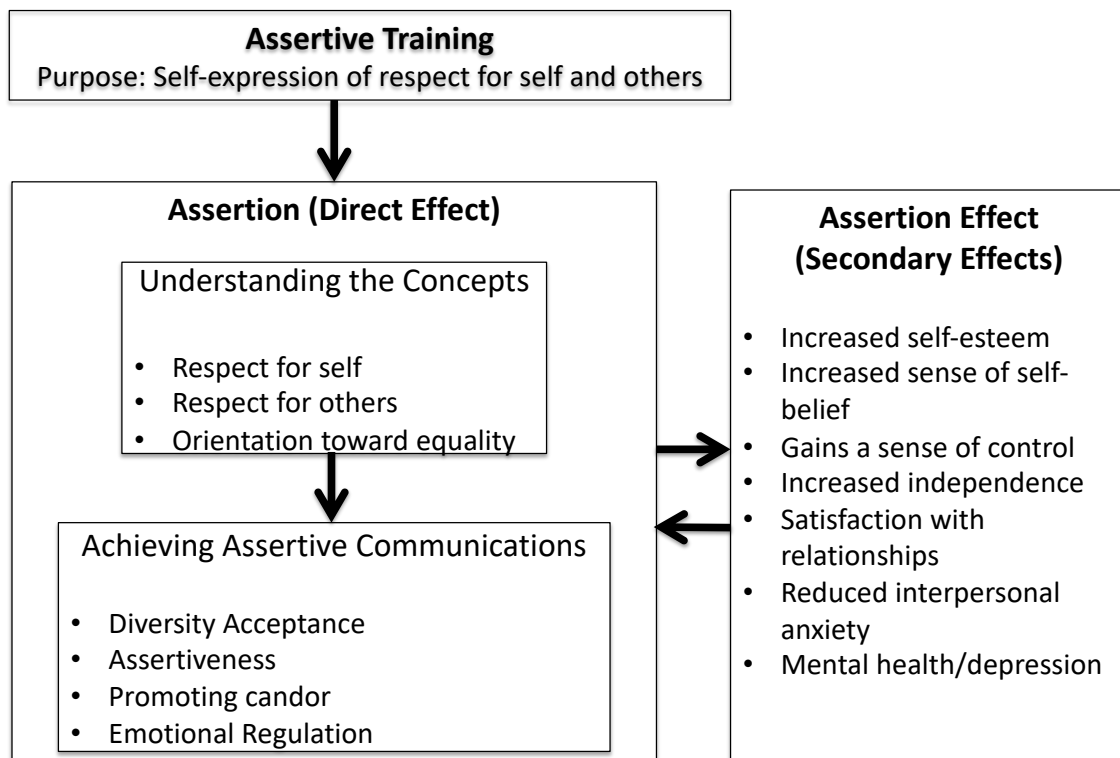 Assertive Training
Purpose: Self-expression of respect for self and others
Assertion (Direct Effect)
Understanding the Concepts
• Respect for self
• Respect for others
• Orientation toward equality
Achieving Assertive Communications
• Diversity Acceptance
• Assertiveness
• Promoting candor
• Emotional Regulation
Assertion Effect
(Secondary Effects)
• Increased self-esteem
• Increased sense of self-
belief
• Gains a sense of control
• Increased independence
• Satisfaction with
relationships
• Reduced interpersonal
anxiety
• Mental health/depression